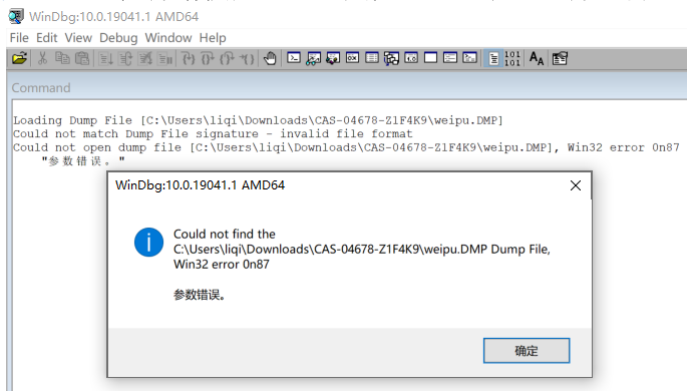 WinDbg:10.0.19041.1 AMD64
File Edit View Debug Window Help
101
101
AA
Command
Loading Dump File [C:\Users\liqi\Downloads\CAS-04678-Z1F4K9\weipu.DMP]
Could not match Dump File signature - invalid file format
Could not open dump file [C:\Users\liqi\Downloads\CAS-04678-Z1F4K9\weipu.DMP], Win32 error 0n87
"参数错误。"
WinDbg:10.0.19041.1 AMD64
Could not find the
C:\Users\liqi\Downloads\CAS-04678-Z1F4K9\weipu.DMP Dump File,
Win32 error 0n87
参数错误。
确定